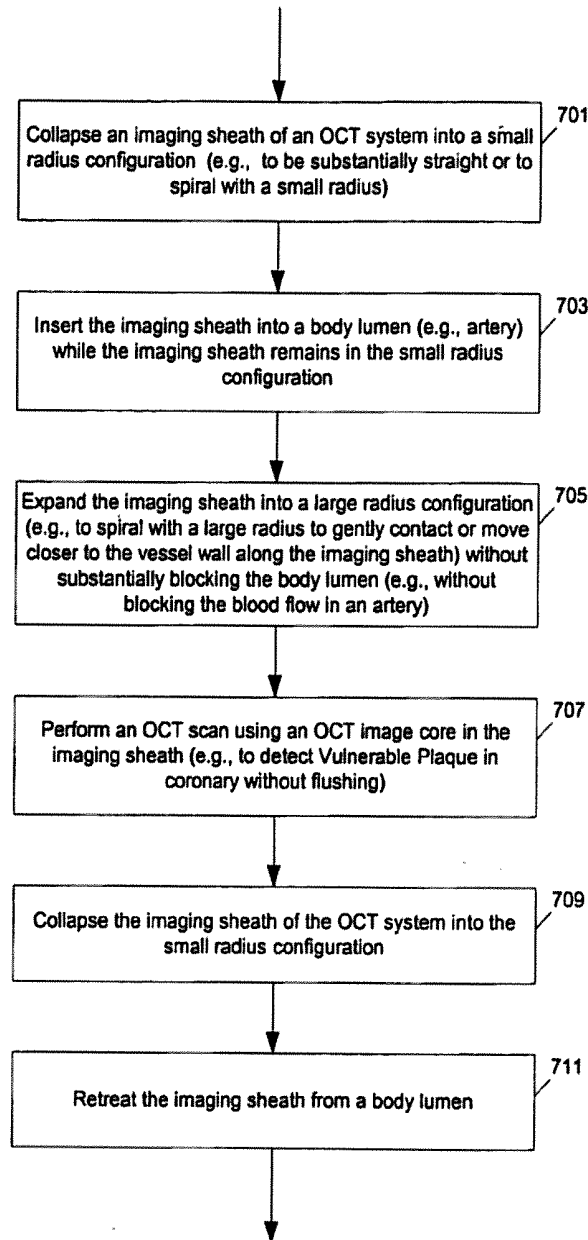 701
Collapse an imaging sheath of an OCT system into a small
radius configuration (e.g., to be substantially straight or to
spiral with a small radius)
703
Insert the imaging sheath into a body lumen (e.g., artery)
while the imaging sheath remains in the small radius
configuration
705
Expand the imaging sheath into a large radius configuration
(e.g., to spiral with a large radius to gently contact or move
closer to the vessel wall along the imaging sheath) without
substantially blocking the body lumen (e.g., without
blocking the blood flow in an artery)
707
Perform an OCT scan using an OCT image core in the
imaging sheath (e.g., to detect Vulnerable Plaque in
coronary without flushing)
709
Collapse the imaging sheath of the OCT system into the
small radius configuration
711
Retreat the imaging sheath from a body lumen